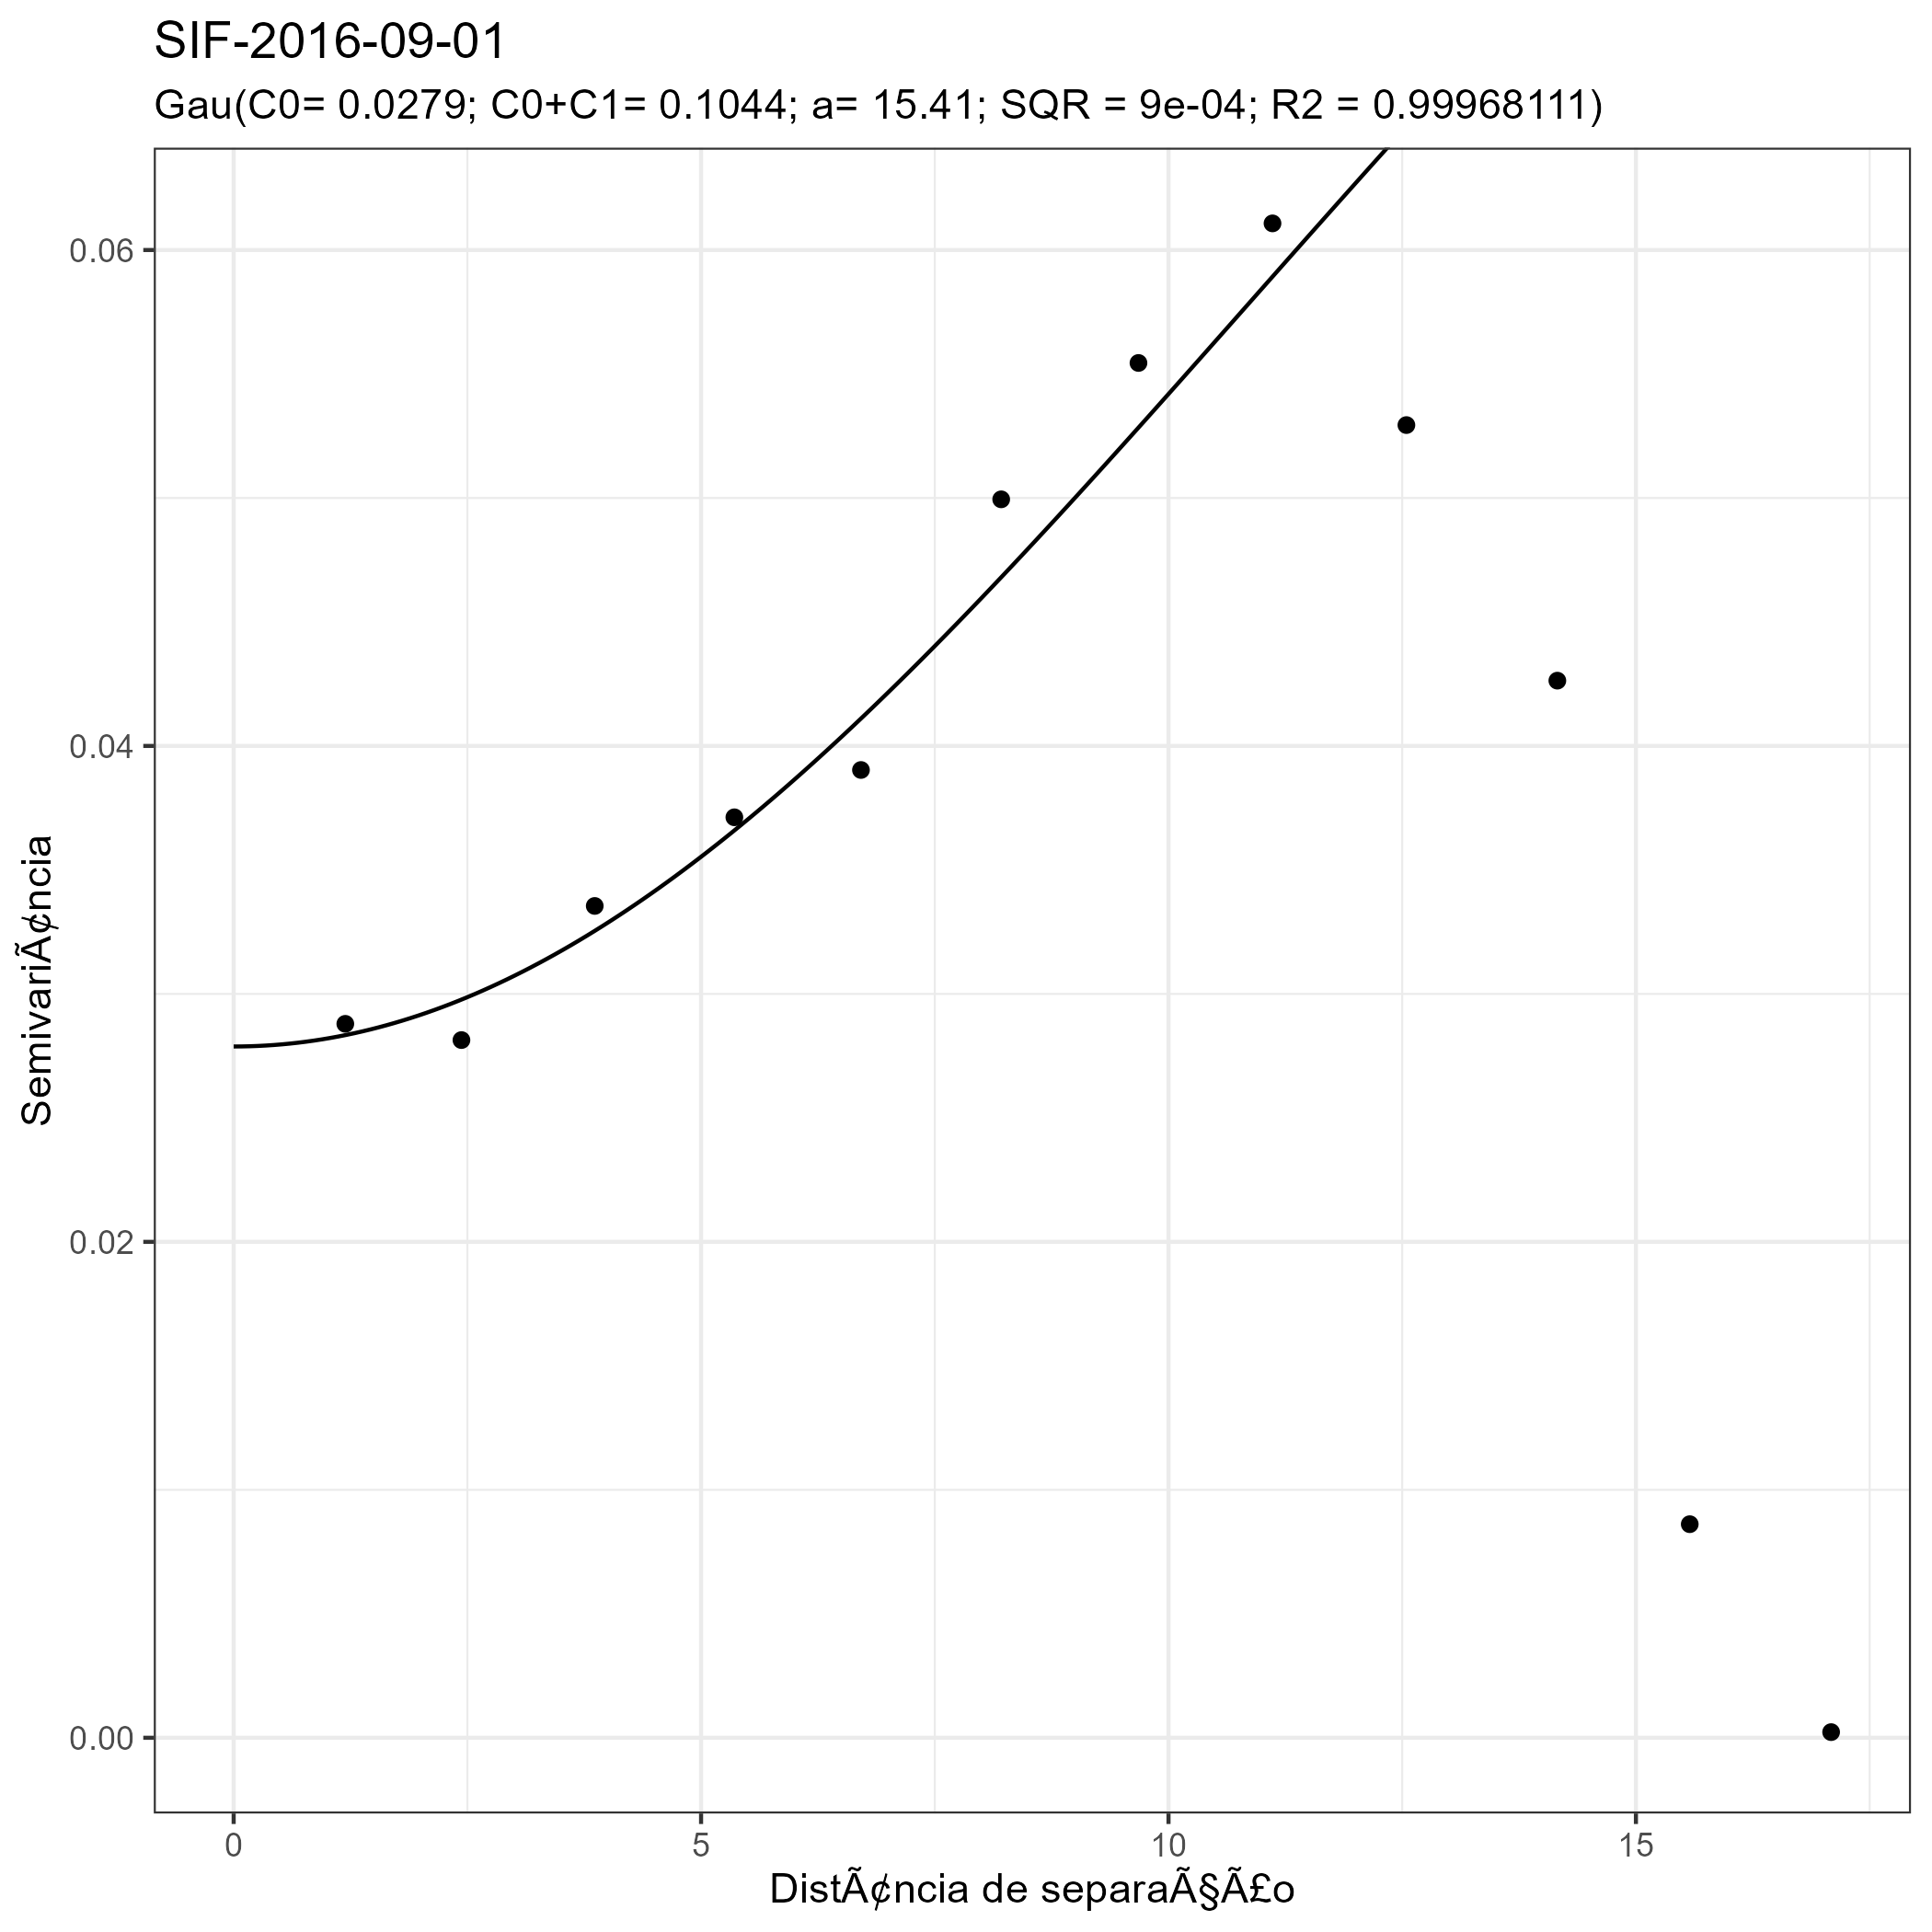 SIF-2016-09-01
Gau(C0= 0.0279; C0+C1= 0.1044; a= 15.41; SQR = 9e-04; R2 = 0.99968111)
SemivariÃ¢ncia
0.06
0.04
0.02
0.00
0 5 10 15
DistÃ¢ncia de separaÃ§Ã£o